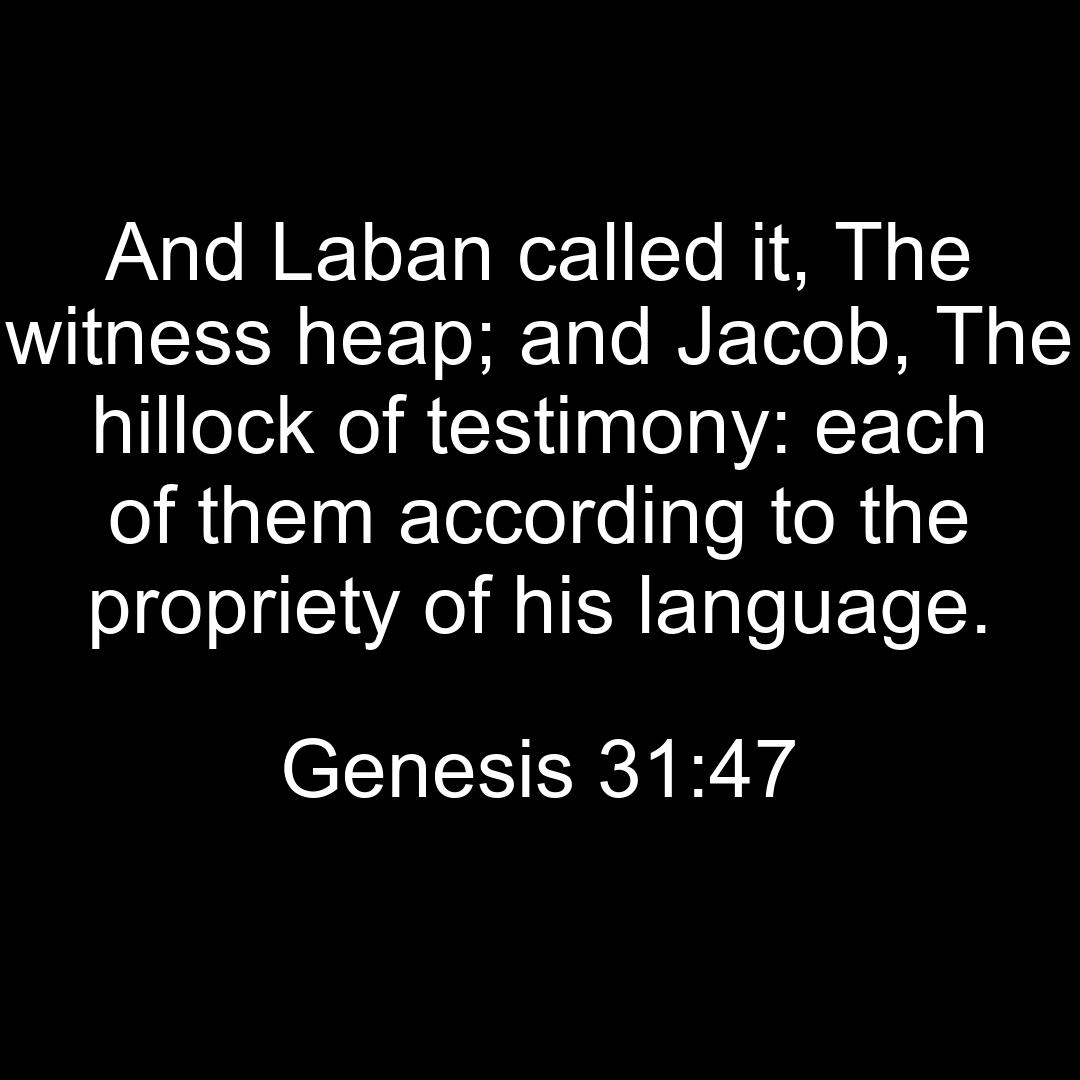 And Laban called it, The
witness heap; and Jacob, The
hillock of testimony: each
of them according to the
propriety of his language.
Genesis 31:47